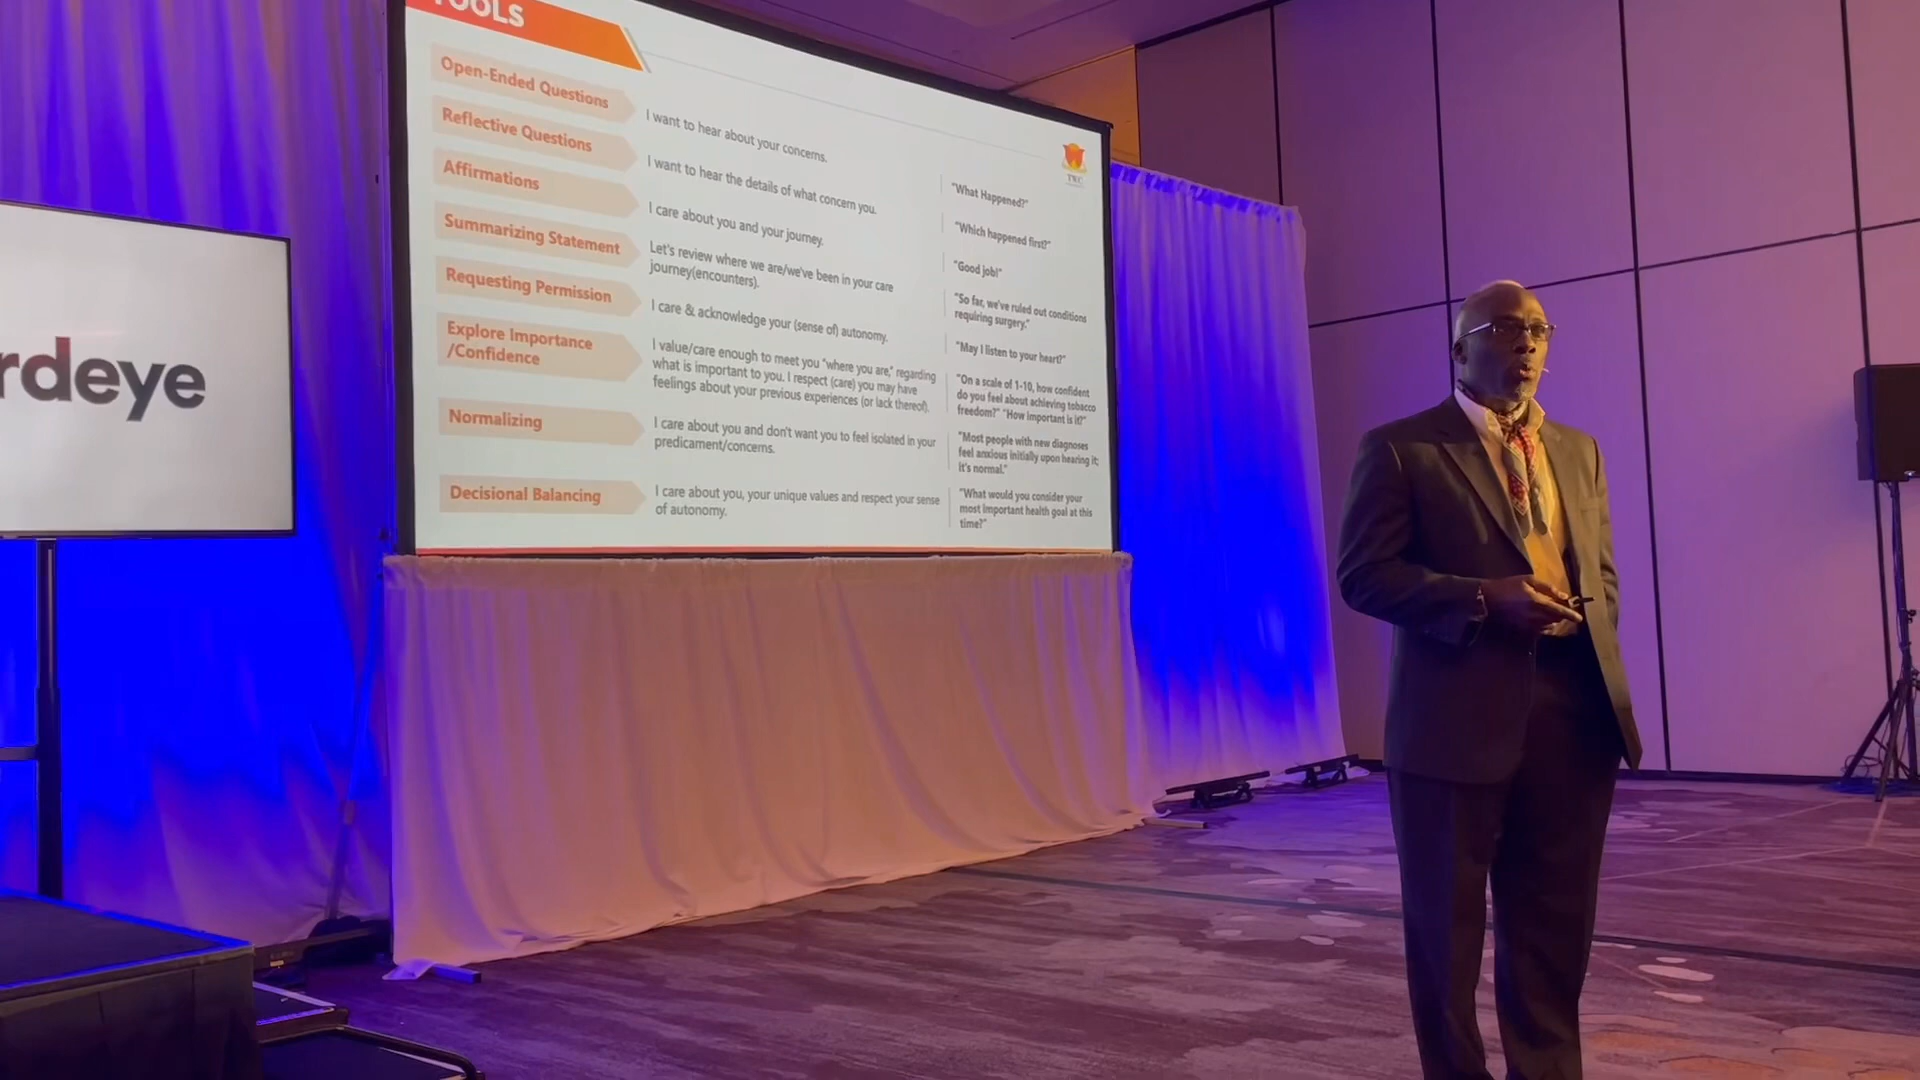 TOOLS
Open-Ended Questions
I want to hear about your concerns.
"What Happened?"
Reflective Questions
I want to hear the details of what concern you.
"Which happened first?"
Affirmations
I care about you and your journey.
"Good job!"
Summarizing Statement
Let's review where we are/we've been in your care
journey(encounters).
"So far, we've ruled out conditions
requiring surgery."
Requesting Permission
I care & acknowledge your (sense of) autonomy.
"May I listen to your heart?"
Explore Importance
/Confidence
I value/care enough to meet you "where you are," regarding
what is important to you. I respect (care) you may have
feelings about your previous experiences (or lack thereof).
"On a scale of 1-10, how confident
do you feel about achieving tobacco
freedom?" "How important is it?"
Normalizing
I care about you and don't want you to feel isolated in your
predicament/concerns.
"Most people with new diagnoses
feel anxious initially upon hearing it;
it's normal."
Decisional Balancing
I care about you, your unique values and respect your sense
of autonomy.
"What would you consider your
most important health goal at this
time?"
TWC
rdeye